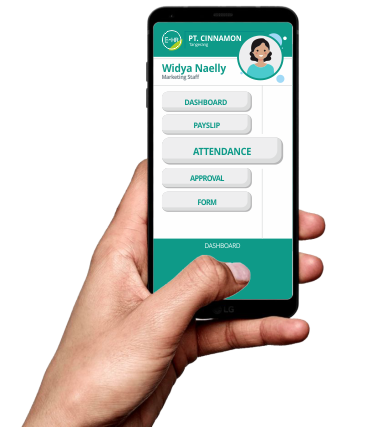 E-HR
PT. CINNAMON
Tangerang
Widya Naelly
Marketing Staff
DASHBOARD
PAYSLIP
ATTENDANCE
APPROVAL
FORM
DASHBOARD
LG